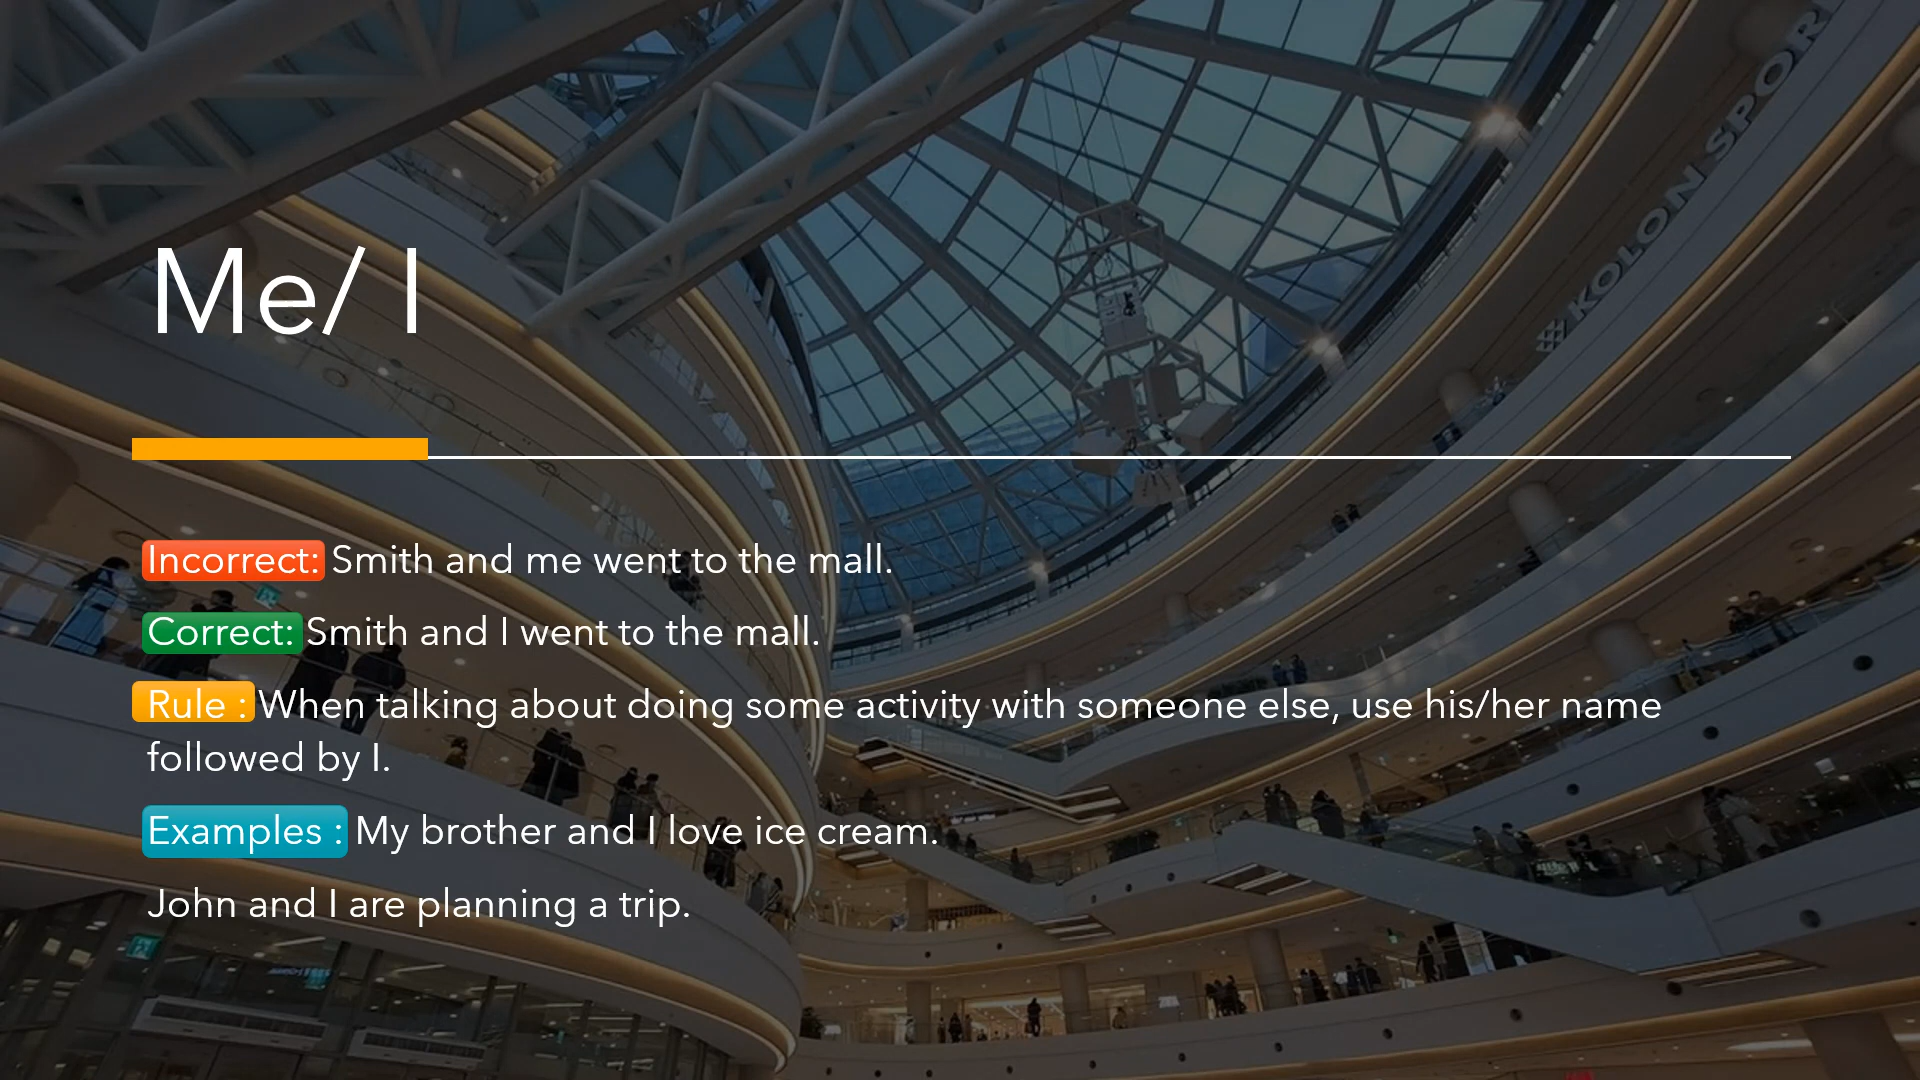 KOLON SPOR
Me/ I
Incorrect: Smith and me went to the mall.
Correct: Smith and I went to the mall.
Rule : When talking about doing some activity with someone else, use his/her name
followed by I.
Examples : My brother and I love ice cream.
John and I are planning a trip.